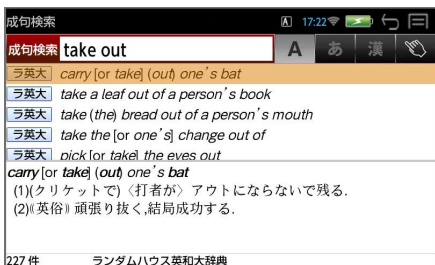 成句検索 A 17:22
成句検索 take out A あ 漢
ラ英大 carry [or take] (out) one's bat
ラ英大 take a leaf out of a person's book
ラ英大 take (the) bread out of a person's mouth
ラ英大 take the [or one's] change out of
ラ英大 pick [or take] the eyes out
carry [or take] (out) one's bat
(1)(クリケットで)〈打者が〉アウトにならないで残る.
(2)⦅英俗⦆頑張り抜く,結局成功する.
227 件 ランダムハウス英和大辞典